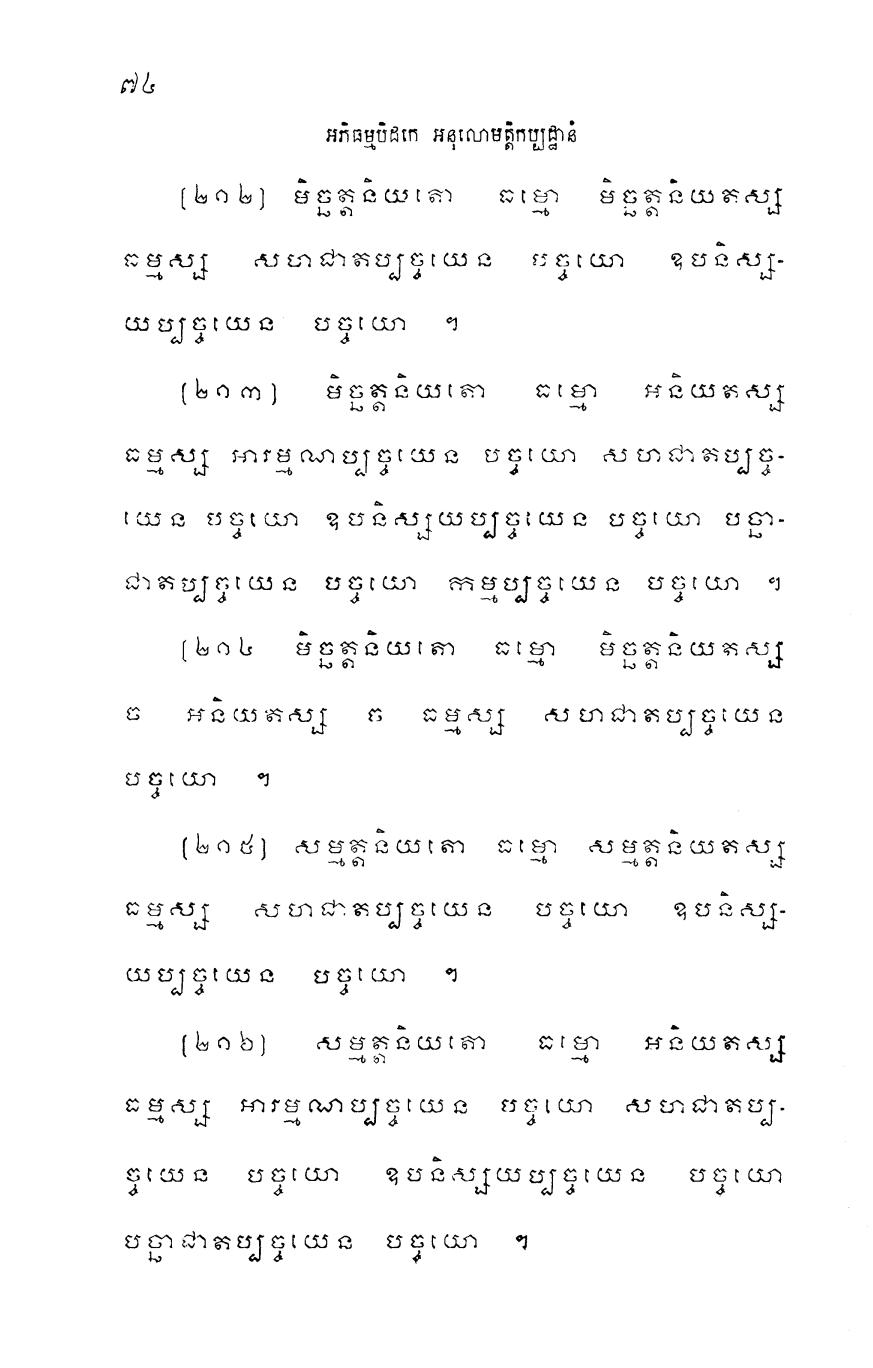 ៧៤
អភិធម្មបិដកេ អនុលោមត្តិកប្បដ្ឋានំ
[២១២] មិច្ឆត្តនិយតោ ធម្មោ មិច្ឆត្តនិយតស្ស
ធម្មស្ស សហជាតប្បច្ចយេន បច្ចយោ ឧបនិស្ស-
យប្បច្ចយេន បច្ចយោ ។
[២១៣] មិច្ឆត្តនិយតោ ធម្មោ អនិយតស្ស
ធម្មស្ស អារម្មណប្បច្ចយេន បច្ចយោ សហជាតប្បច្ច-
យេន បច្ចយោ ឧបនិស្សយប្បច្ចយេន បច្ចយោ បច្ឆា-
ជាតប្បច្ចយេន បច្ចយោ កម្មប្បច្ចយេន បច្ចយោ ។
[២១៤ មិច្ឆត្តនិយតោ ធម្មោ មិច្ឆត្តនិយតស្ស
ច អនិយតស្ស ច ធម្មស្ស សហជាតប្បច្ចយេន
បច្ចយោ ។
[២១៥] សម្មត្តនិយតោ ធម្មោ សម្មត្តនិយតស្ស
ធម្មស្ស សហជាតប្បច្ចយេន បច្ចយោ ឧបនិស្ស-
យប្បច្ចយេន បច្ចយោ ។
[២១៦] សម្មត្តនិយតោ ធម្មោ អនិយតស្ស
ធម្មស្ស អារម្មណប្បច្ចយេន បច្ចយោ សហជាតប្ប-
ច្ចយេន បច្ចយោ ឧបនិស្សយប្បច្ចយេន បច្ចយោ
បច្ឆាជាតប្បច្ចយេន បច្ចយោ ។